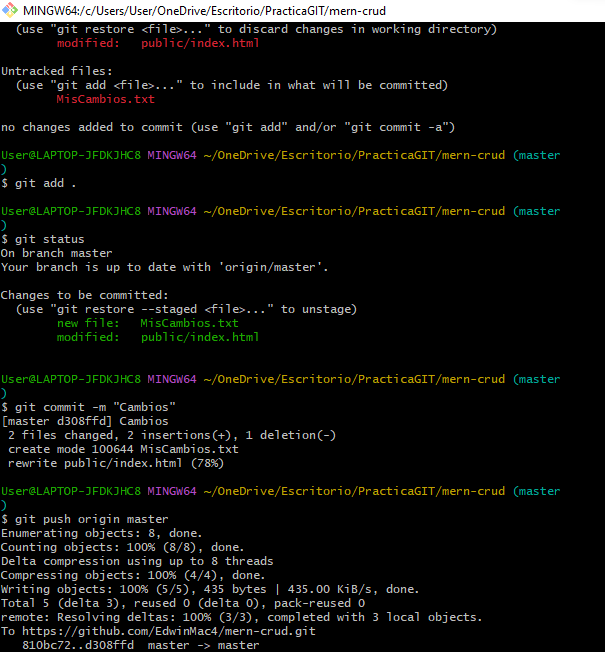 MINGW64:/c/Users/User/OneDrive/Escritorio/PracticaGIT/mern-crud
(use "git restore <file>..." to discard changes in working directory)
modified:   public/index.html
Untracked files:
(use "git add <file>..." to include in what will be committed)
MisCambios.txt
no changes added to commit (use "git add" and/or "git commit -a")
User@LAPTOP-JFDKJHC8 MINGW64 ~/OneDrive/Escritorio/PracticaGIT/mern-crud (master
)
$ git add .
User@LAPTOP-JFDKJHC8 MINGW64 ~/OneDrive/Escritorio/PracticaGIT/mern-crud (master
)
$ git status
On branch master
Your branch is up to date with 'origin/master'.
Changes to be committed:
(use "git restore --staged <file>..." to unstage)
new file:   MisCambios.txt
modified:   public/index.html
User@LAPTOP-JFDKJHC8 MINGW64 ~/OneDrive/Escritorio/PracticaGIT/mern-crud (master
)
$ git commit -m "Cambios"
[master d308ffd] Cambios
2 files changed, 2 insertions(+), 1 deletion(-)
create mode 100644 MisCambios.txt
rewrite public/index.html (78%)
User@LAPTOP-JFDKJHC8 MINGW64 ~/OneDrive/Escritorio/PracticaGIT/mern-crud (master
)
$ git push origin master
Enumerating objects: 8, done.
Counting objects: 100% (8/8), done.
Delta compression using up to 8 threads
Compressing objects: 100% (4/4), done.
Writing objects: 100% (5/5), 435 bytes | 435.00 KiB/s, done.
Total 5 (delta 3), reused 0 (delta 0), pack-reused 0
remote: Resolving deltas: 100% (3/3), completed with 3 local objects.
To https://github.com/EdwinMac4/mern-crud.git
810bc72..d308ffd  master -> master